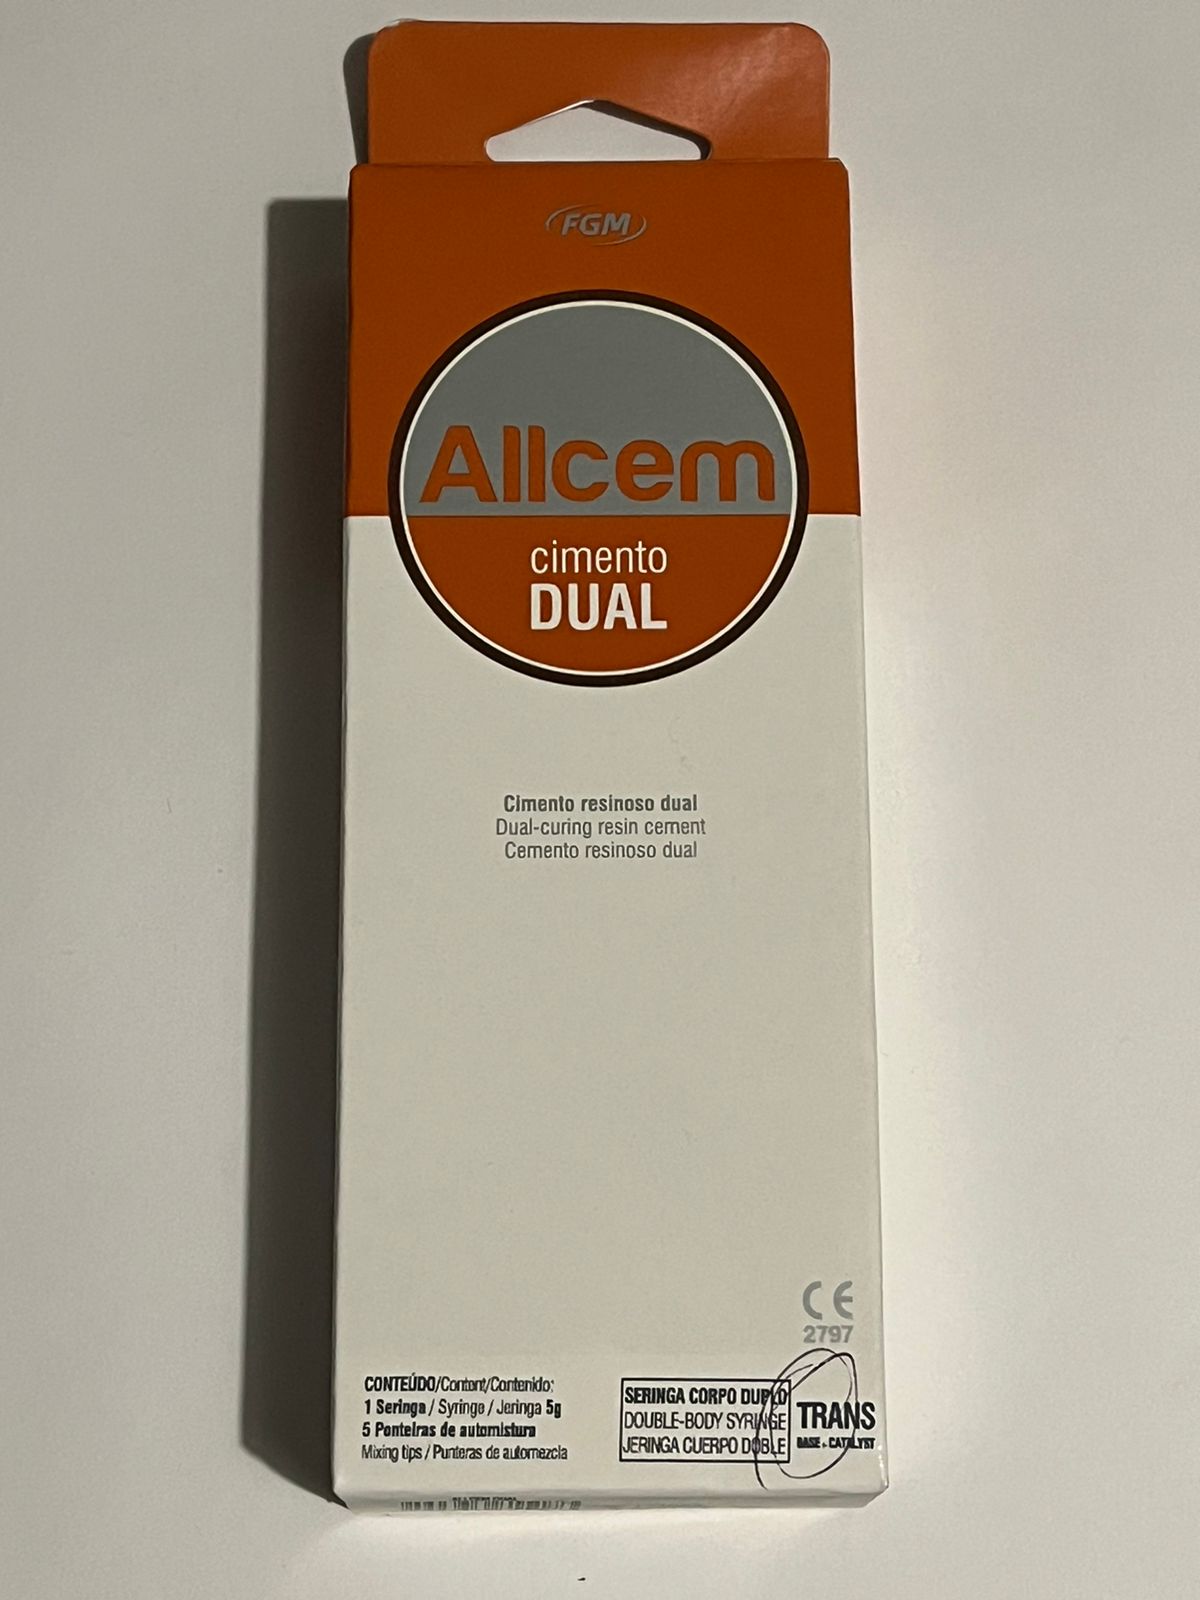 FGM
Allcem
cimento
DUAL
Cimento resinoso dual
Dual-curing resin cement
Cemento resinoso dual
CE
2797
CONTEÚDO/Content/Contenido:
1 Seringa / Syringe / Jeringa 5g
5 Ponteiras de automistura
Mixing tips / Punteras de automezcla
SERINGA CORPO DUPLO
DOUBLE-BODY SYRINGE
JERINGA CUERPO DOBLE
TRANS
BASE + CATALYST